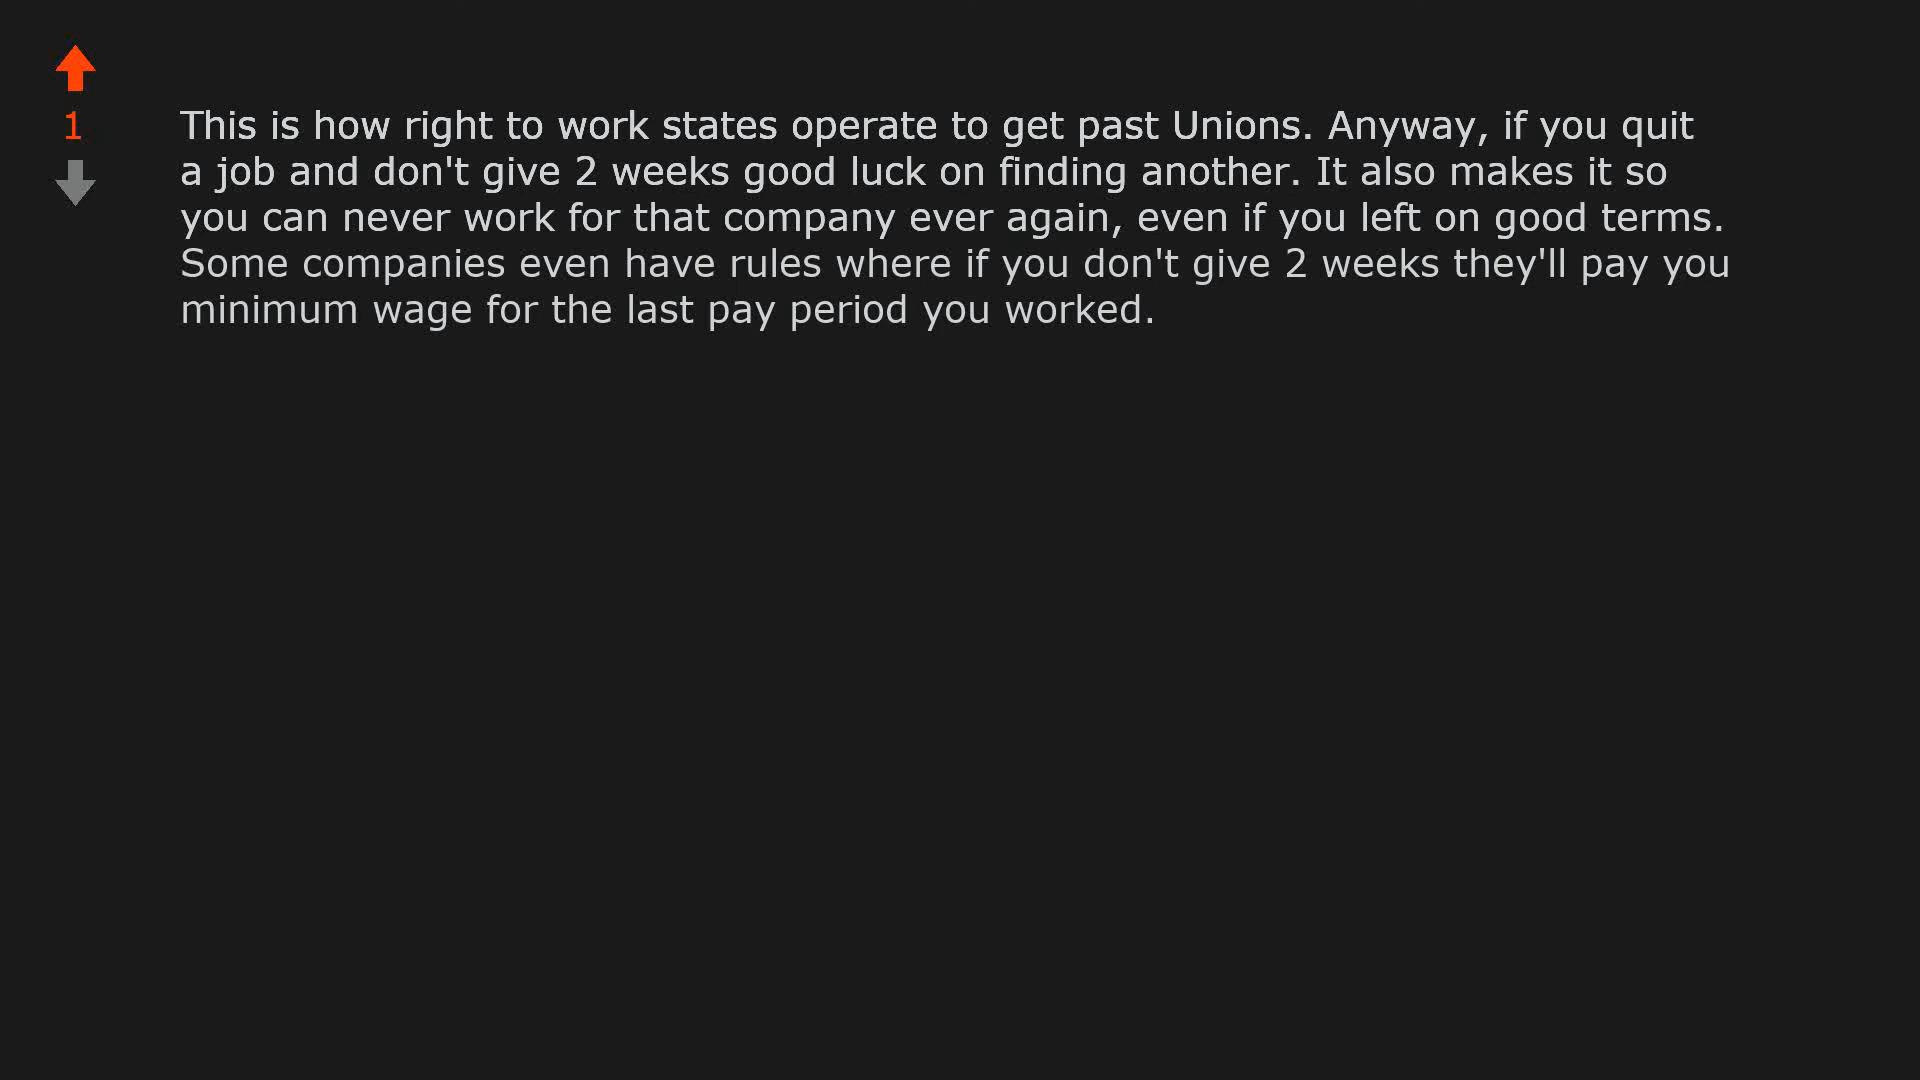 1
This is how right to work states operate to get past Unions. Anyway, if you quit
a job and don't give 2 weeks good luck on finding another. It also makes it so
you can never work for that company ever again, even if you left on good terms.
Some companies even have rules where if you don't give 2 weeks they'll pay you
minimum wage for the last pay period you worked.